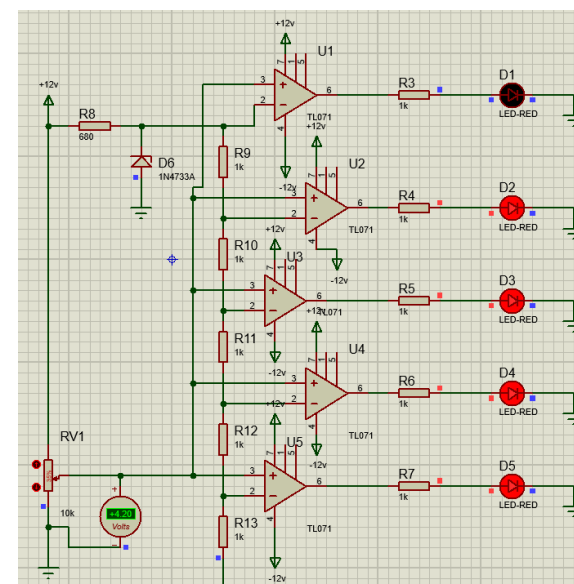 +12v
U1
7 1 5
3
2
6
4
TL071
R3
1k
D1
LED-RED
+12v
R8
680
D6
1N4733A
R9
1k
-12v
+12v
U2
7 1 5
3
2
6
4
TL071
-12v
R4
1k
D2
LED-RED
R10
1k
+12v
U3
7 1 5
3
2
6
4
TL071
-12v
R5
1k
D3
LED-RED
R11
1k
+12v
U4
7 1 5
3
2
6
4
TL071
-12v
R6
1k
D4
LED-RED
R12
1k
+12v
U5
7 1 5
3
2
6
4
TL071
-12v
R7
1k
D5
LED-RED
RV1
10k
+4.20
Volts
R13
1k